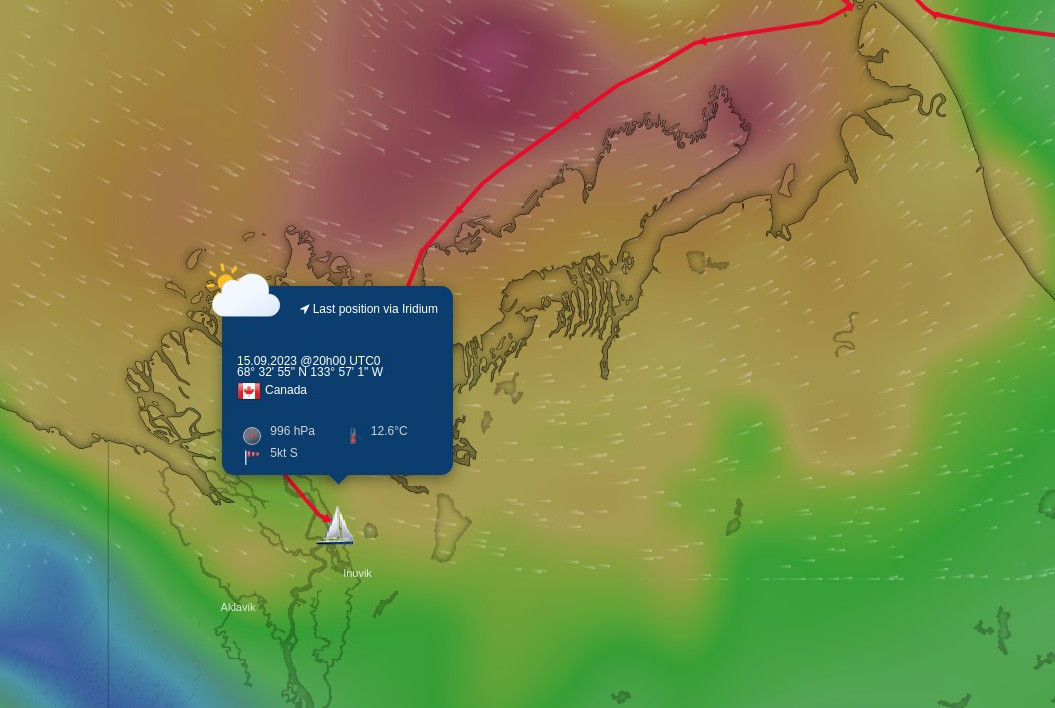 Last position via Iridium
15.09.2023 @20h00 UTC0
68° 32' 55" N 133° 57' 1" W
Canada
996 hPa 12.6°C
5kt S
Inuvik
Aklavik